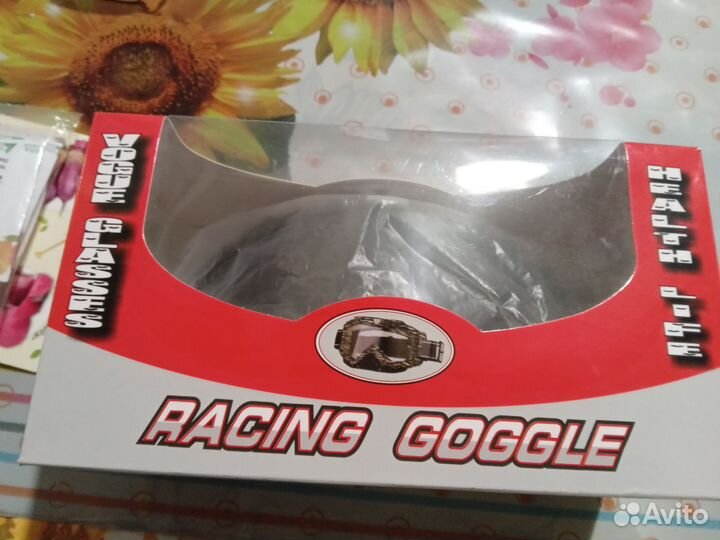 VOGUE GLASSES
HEALTH LIFE
RACING GOGGLE
Avito